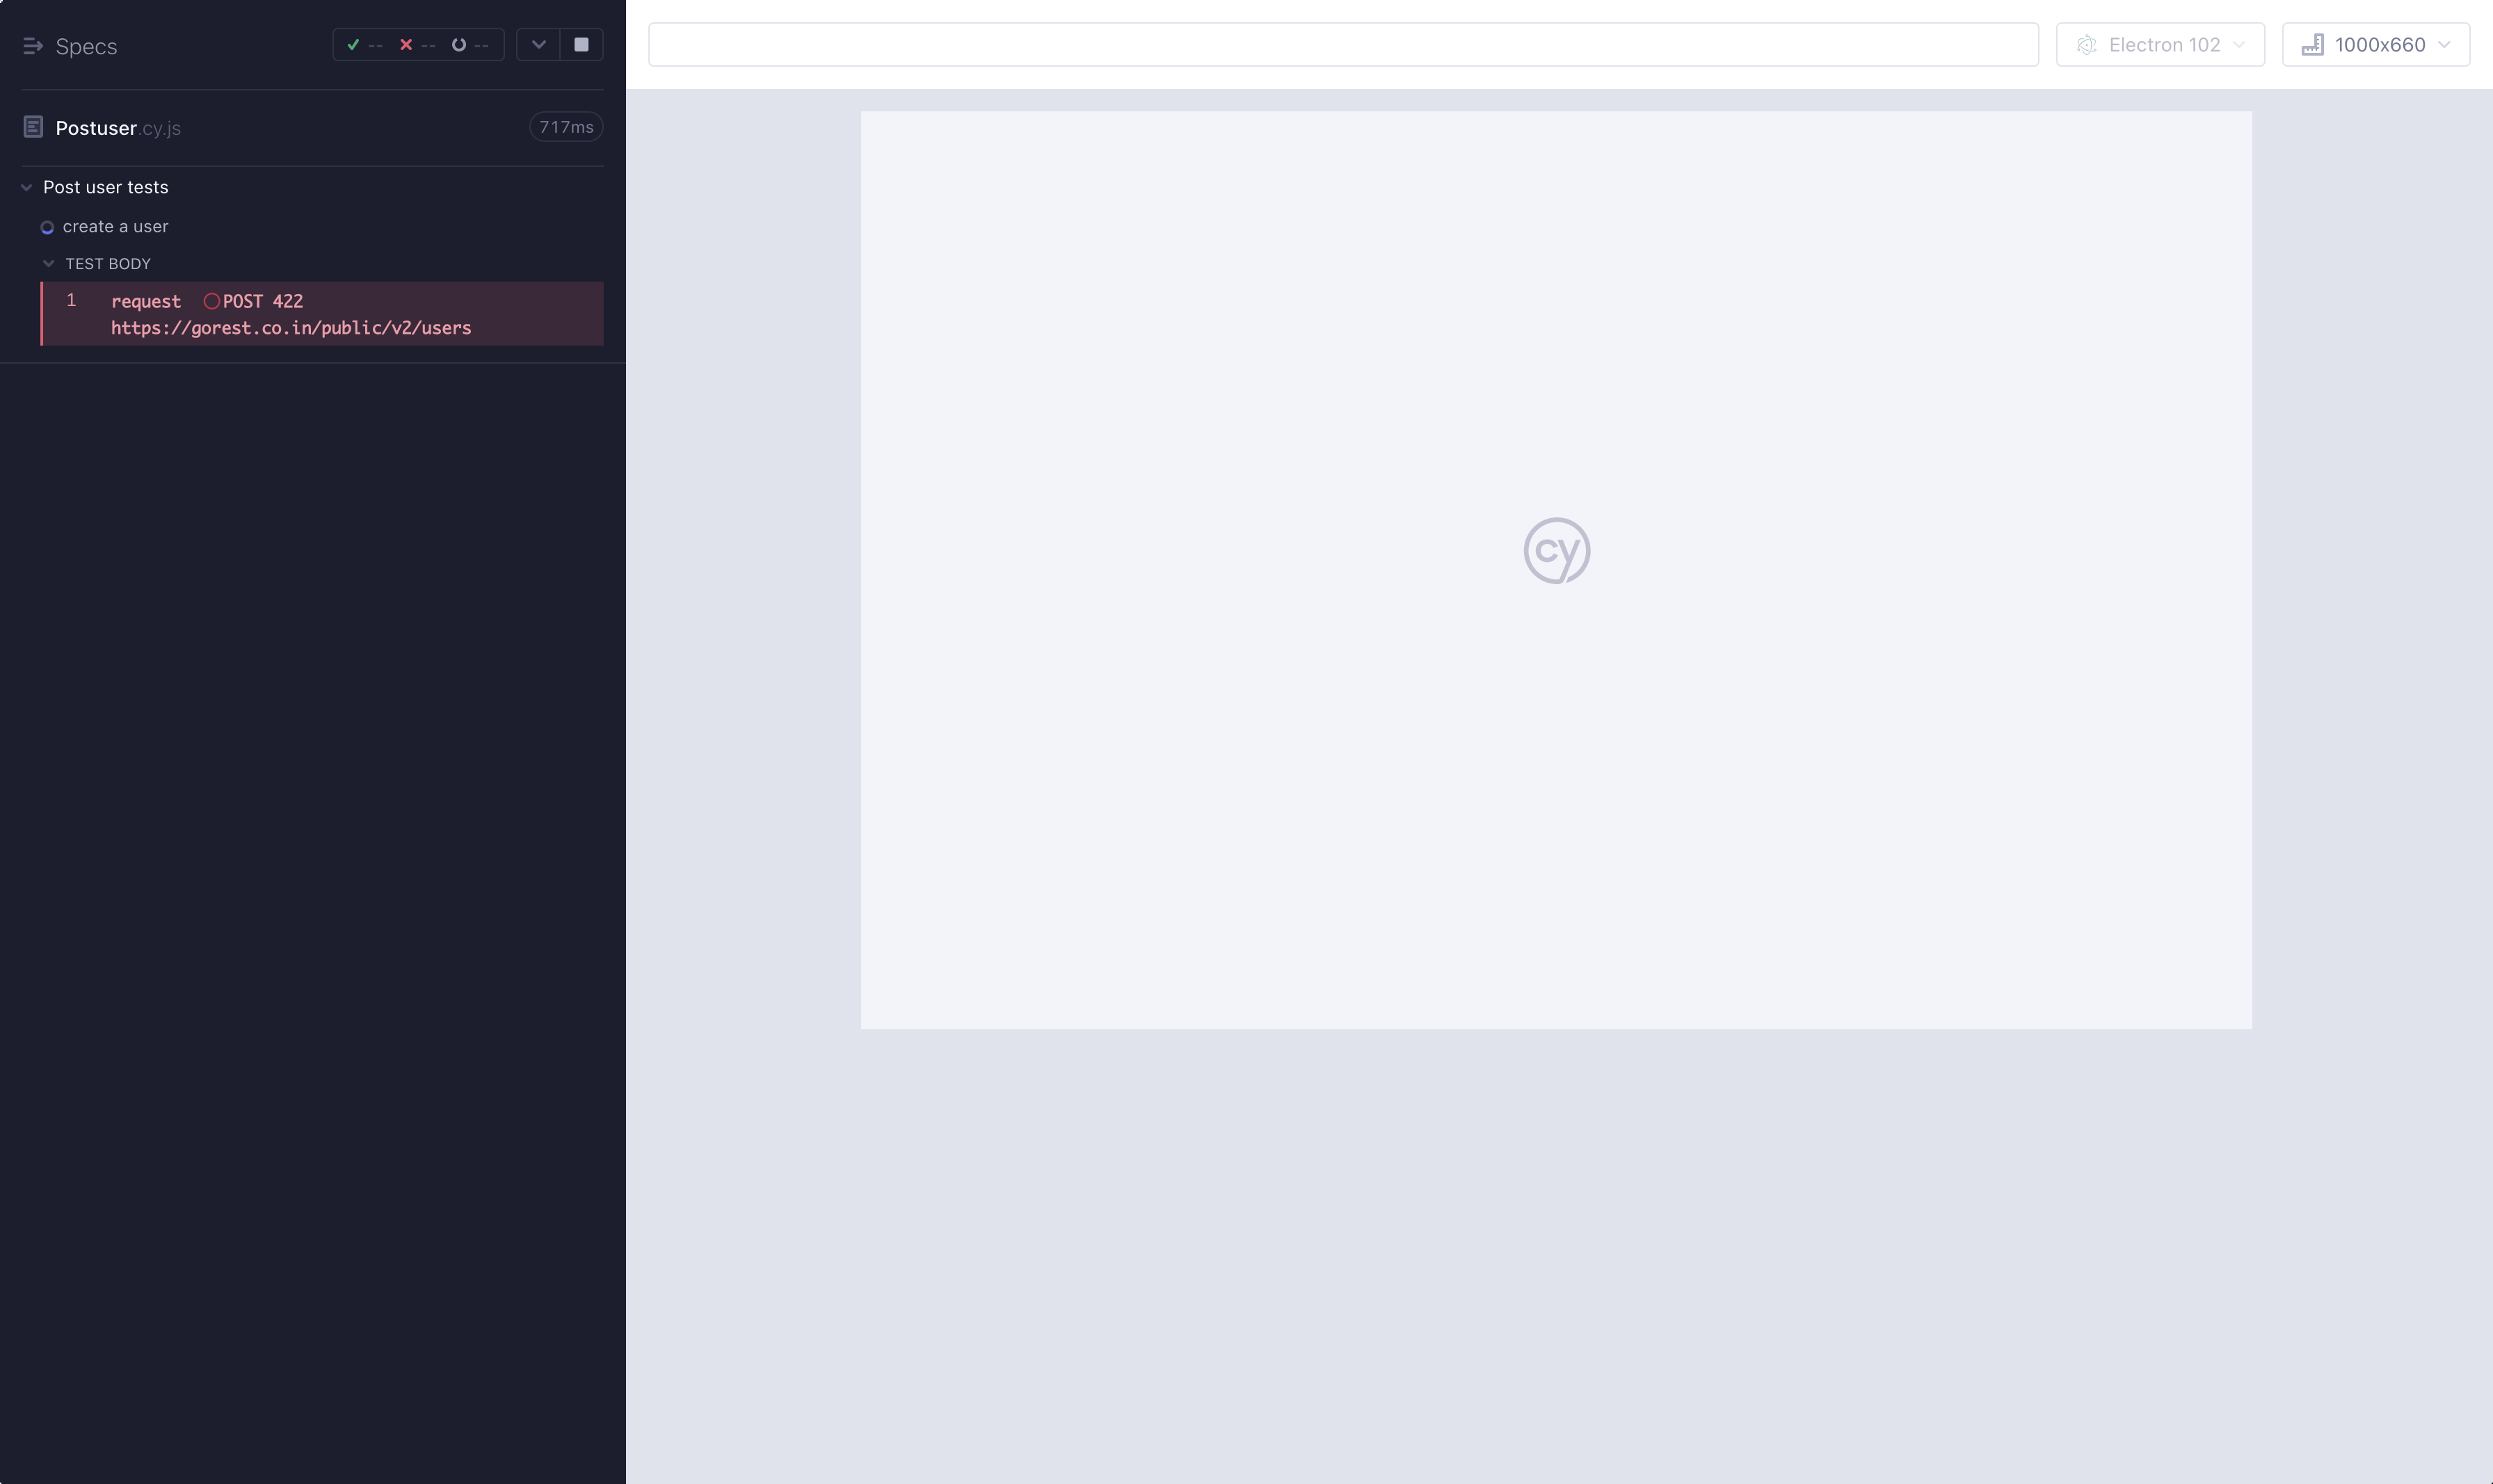 Specs
-- -- --
Electron 102
1000x660
Postuser.cy.js
717ms
Post user tests
create a user
TEST BODY
1 request POST 422
https://gorest.co.in/public/v2/users
cy